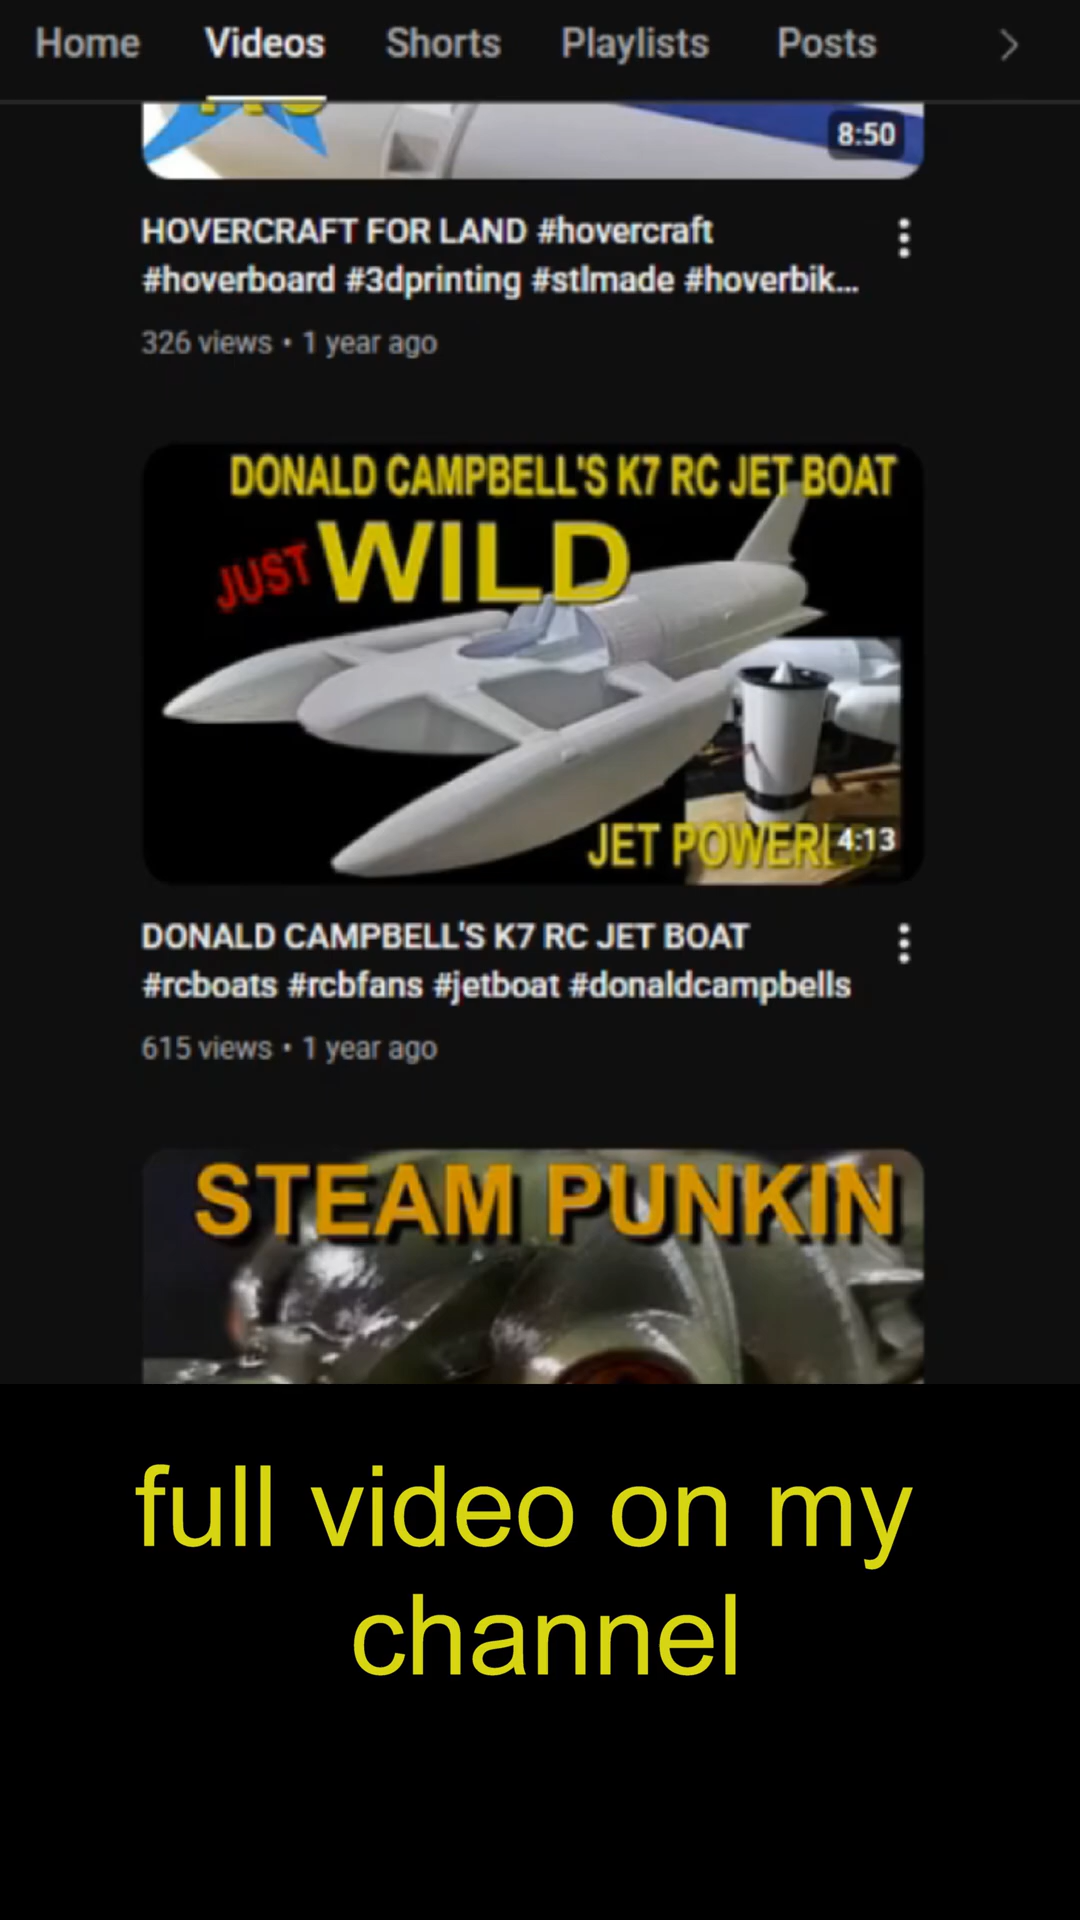 Home Videos Shorts Playlists Posts
8:50
HOVERCRAFT FOR LAND #hovercraft
#hoverboard #3dprinting #stlmade #hoverbik...
326 views • 1 year ago
DONALD CAMPBELL'S K7 RC JET BOAT
JUST WILD
JET POWERED
4:13
DONALD CAMPBELL'S K7 RC JET BOAT
#rcboats #rcbfans #jetboat #donaldcampbells
615 views • 1 year ago
STEAM PUNKIN
full video on my
channel